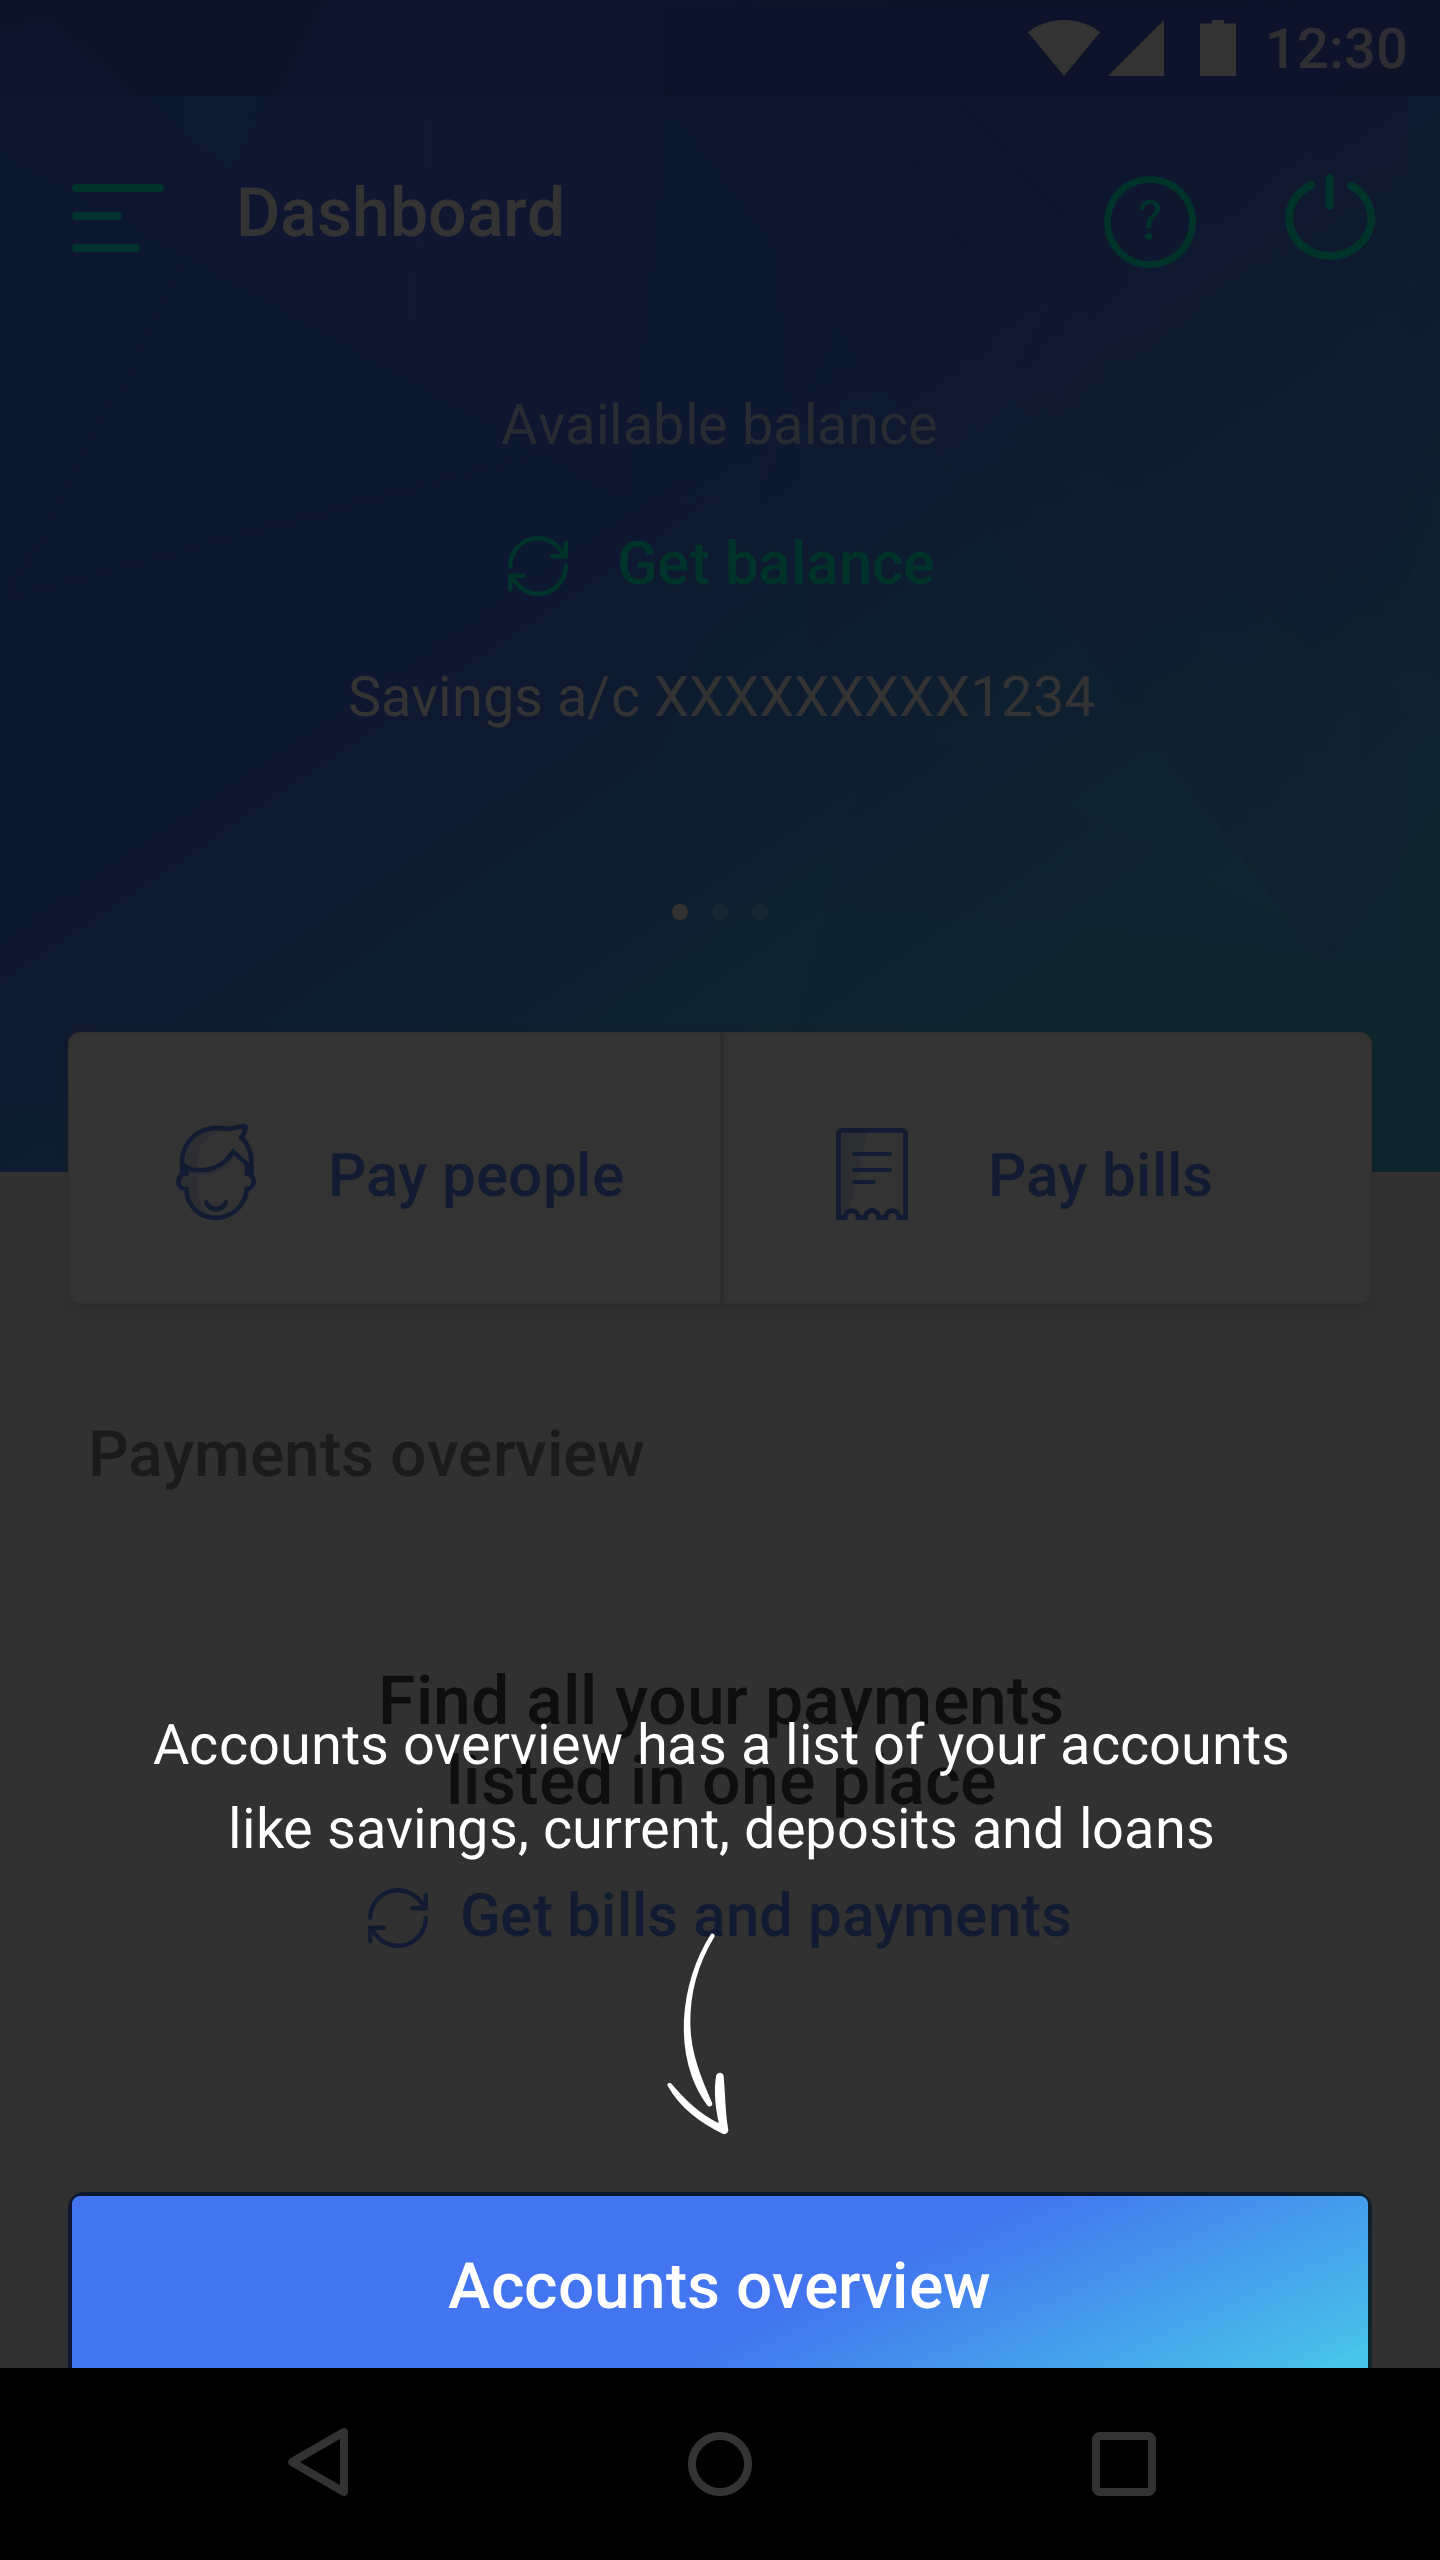 12:30
Dashboard
?
Available balance
Get balance
Savings a/c XXXXXXXXX1234
Pay people
Pay bills
Payments overview
Find all your payments
listed in one place
Accounts overview has a list of your accounts
like savings, current, deposits and loans
Get bills and payments
Accounts overview